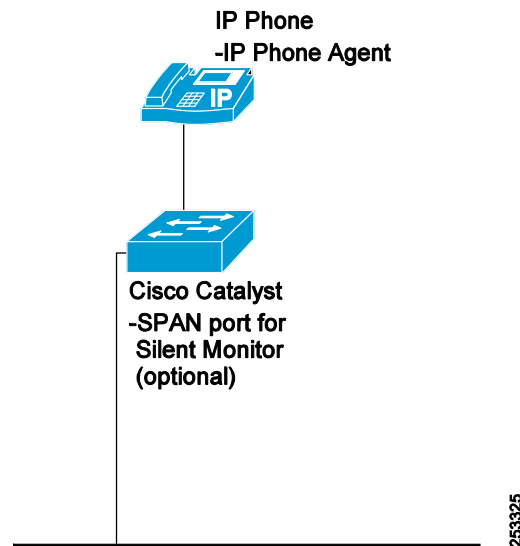 IP Phone
-IP Phone Agent
IP
Cisco Catalyst
-SPAN port for
Silent Monitor
(optional)
253325